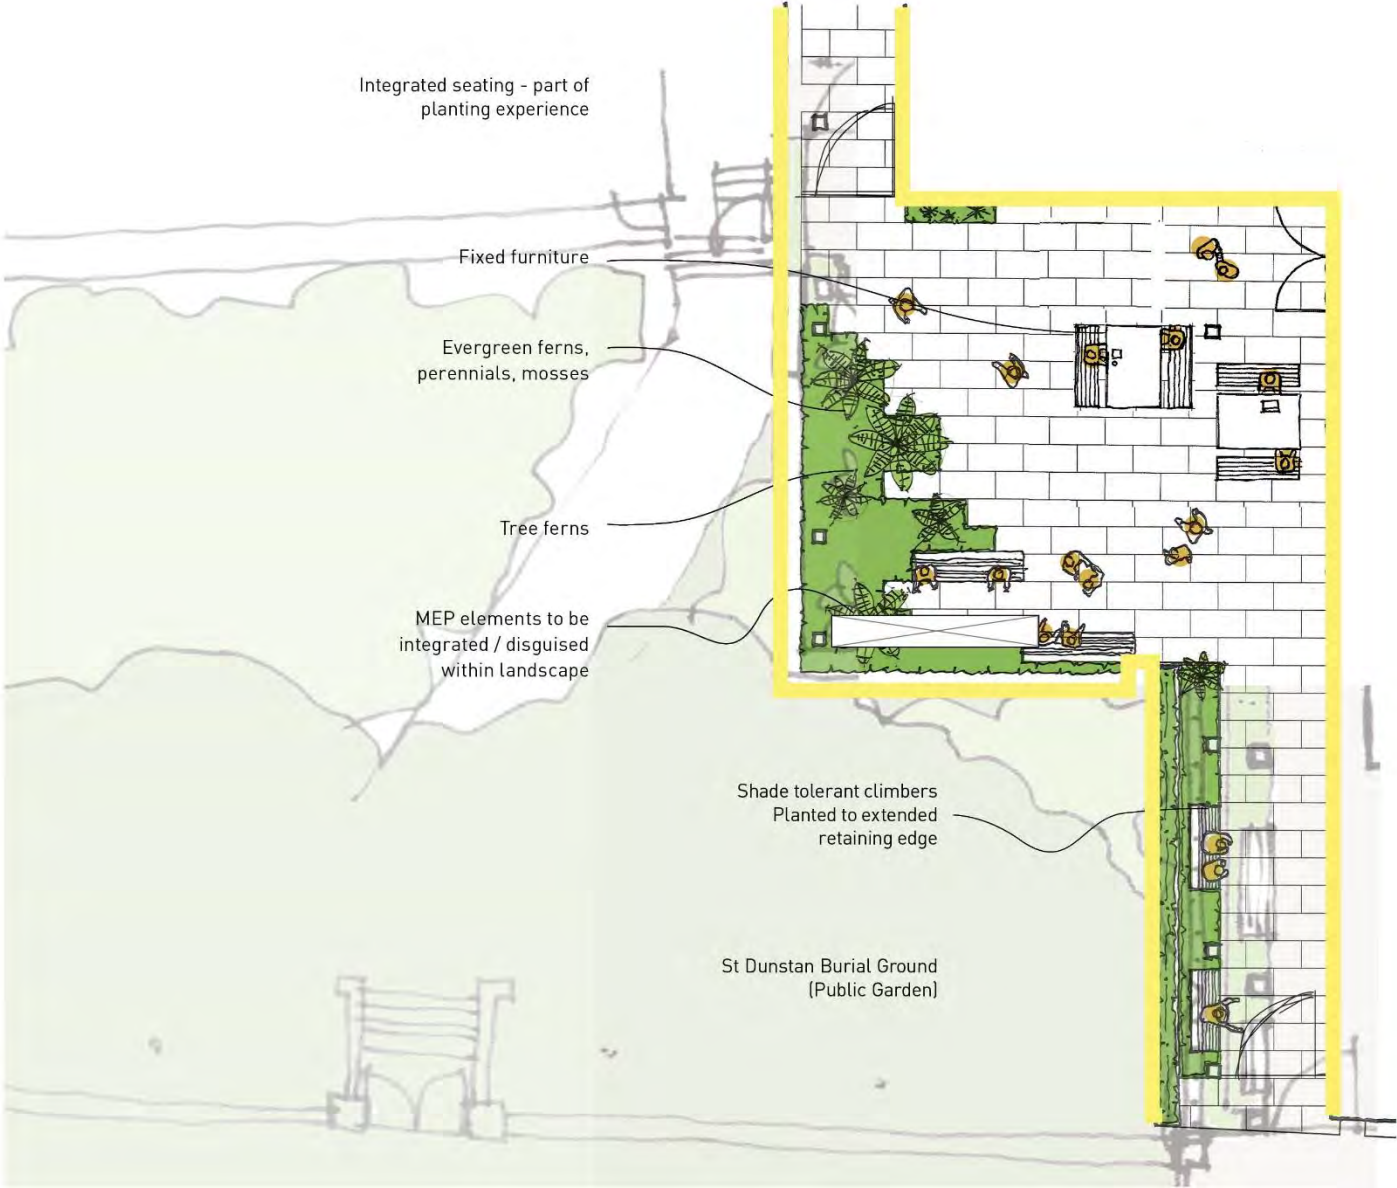 Integrated seating - part of
planting experience
Fixed furniture
Evergreen ferns,
perennials, mosses
Tree ferns
MEP elements to be
integrated / disguised
within landscape
Shade tolerant climbers
Planted to extended
retaining edge
St Dunstan Burial Ground
(Public Garden)